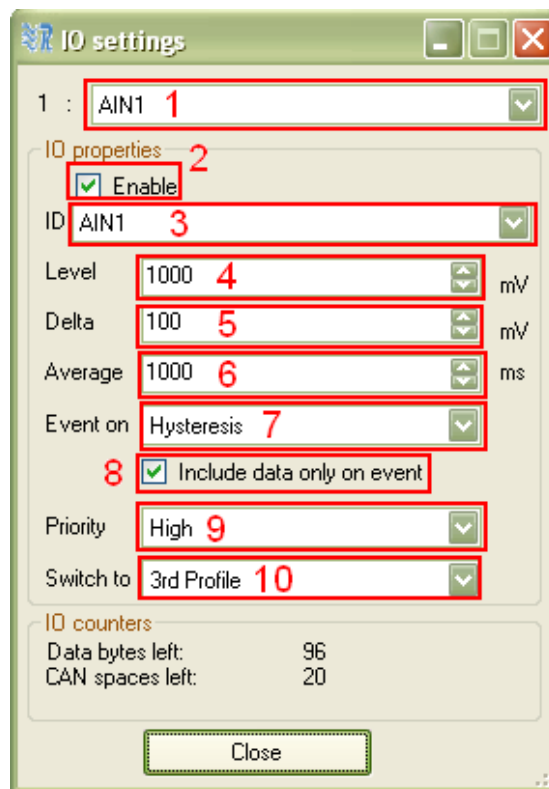 IO settings
1 : AIN1 1
IO properties 2
Enable
ID AIN1 3
Level 1000 4 mV
Delta 100 5 mV
Average 1000 6 ms
Event on Hysteresis 7
8 Include data only on event
Priority High 9
Switch to 3rd Profile 10
IO counters
Data bytes left: 96
CAN spaces left: 20
Close